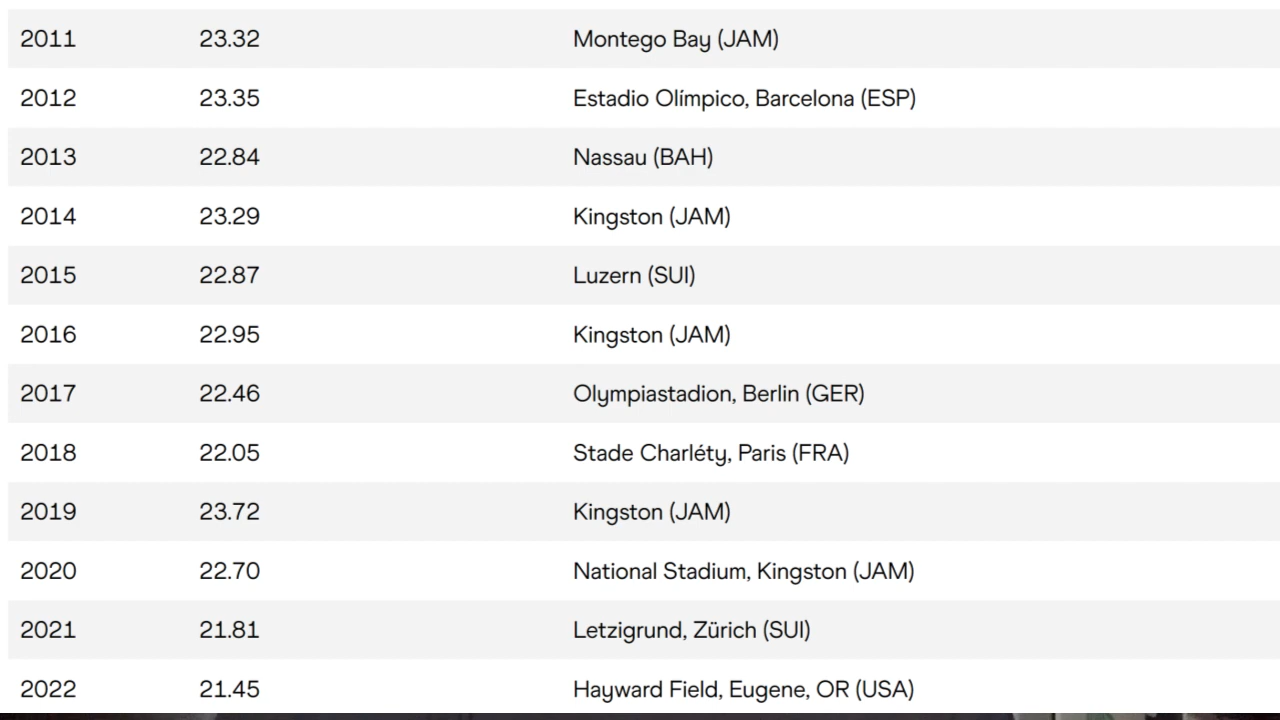 2011 23.32 Montego Bay (JAM)
2012 23.35 Estadio Olímpico, Barcelona (ESP)
2013 22.84 Nassau (BAH)
2014 23.29 Kingston (JAM)
2015 22.87 Luzern (SUI)
2016 22.95 Kingston (JAM)
2017 22.46 Olympiastadion, Berlin (GER)
2018 22.05 Stade Charléty, Paris (FRA)
2019 23.72 Kingston (JAM)
2020 22.70 National Stadium, Kingston (JAM)
2021 21.81 Letzigrund, Zürich (SUI)
2022 21.45 Hayward Field, Eugene, OR (USA)